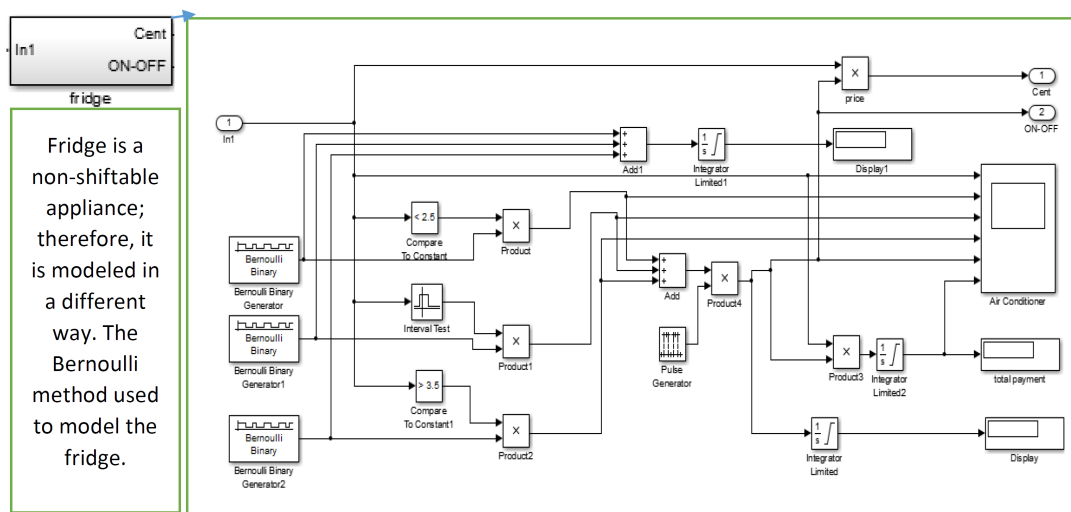 In1
Cent
ON-OFF
fridge
Fridge is a
non-shiftable
appliance;
therefore, it
is modeled in
a different
way. The
Bernoulli
method used
to model the
fridge.
1
In1
×
price
1
Cent
2
ON-OFF
+
+
+
Add1
1
s
Integrator
Limited1
Display1
< 2.5
Compare
To Constant
×
Product
Bernoulli
Binary
Bernoulli Binary
Generator
Interval Test
Bernoulli
Binary
Bernoulli Binary
Generator1
×
Product1
+
+
+
Add
×
Product4
Pulse
Generator
Air Conditioner
×
Product3
1
s
Integrator
Limited2
total payment
> 3.5
Compare
To Constant1
×
Product2
Bernoulli
Binary
Bernoulli Binary
Generator2
1
s
Integrator
Limited
Display